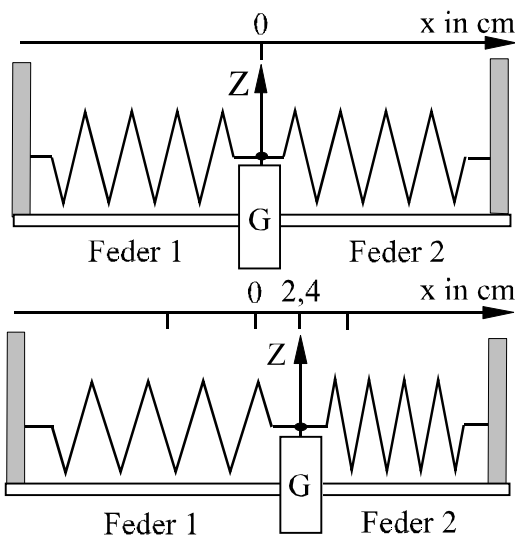 0 x in cm
Z
G
Feder 1 Feder 2
0 2,4 x in cm
Z
G
Feder 1 Feder 2